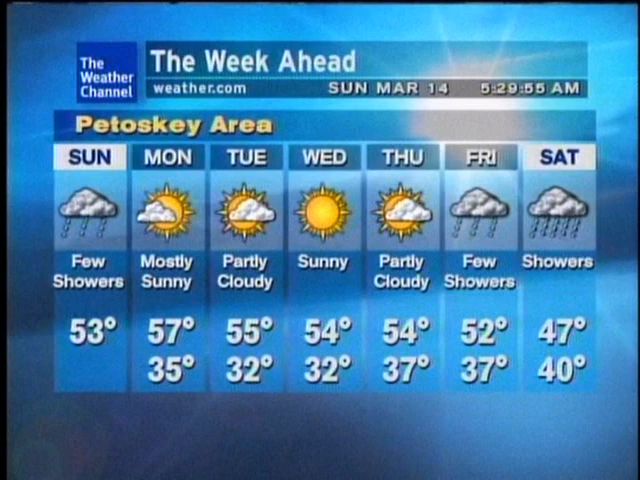 The
Weather
Channel
The Week Ahead
weather.com SUN MAR 14 5:29:55 AM
Petoskey Area
SUN MON TUE WED THU FRI SAT
Few Showers Mostly Sunny Partly Cloudy Sunny Partly Cloudy Few Showers Showers
53° 57° 55° 54° 54° 52° 47°
35° 32° 32° 37° 37° 40°